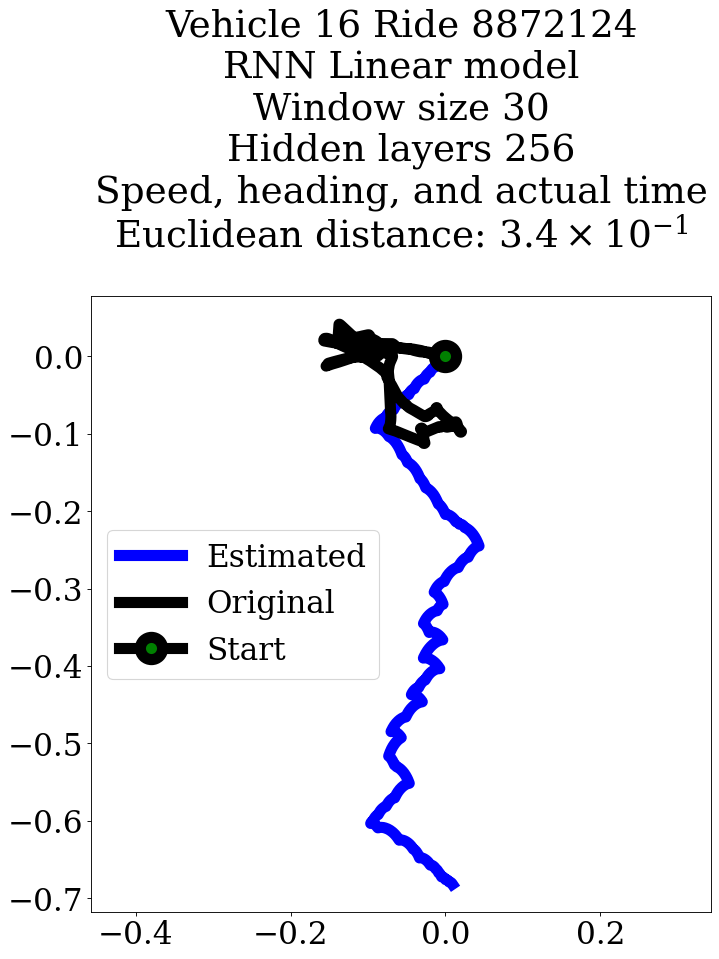 Vehicle 16 Ride 8872124
RNN Linear model
Window size 30
Hidden layers 256
Speed, heading, and actual time
Euclidean distance: 3.4 × 10⁻¹
0.0
−0.1
−0.2
−0.3
−0.4
−0.5
−0.6
−0.7
Estimated
Original
Start
−0.4 −0.2 0.0 0.2